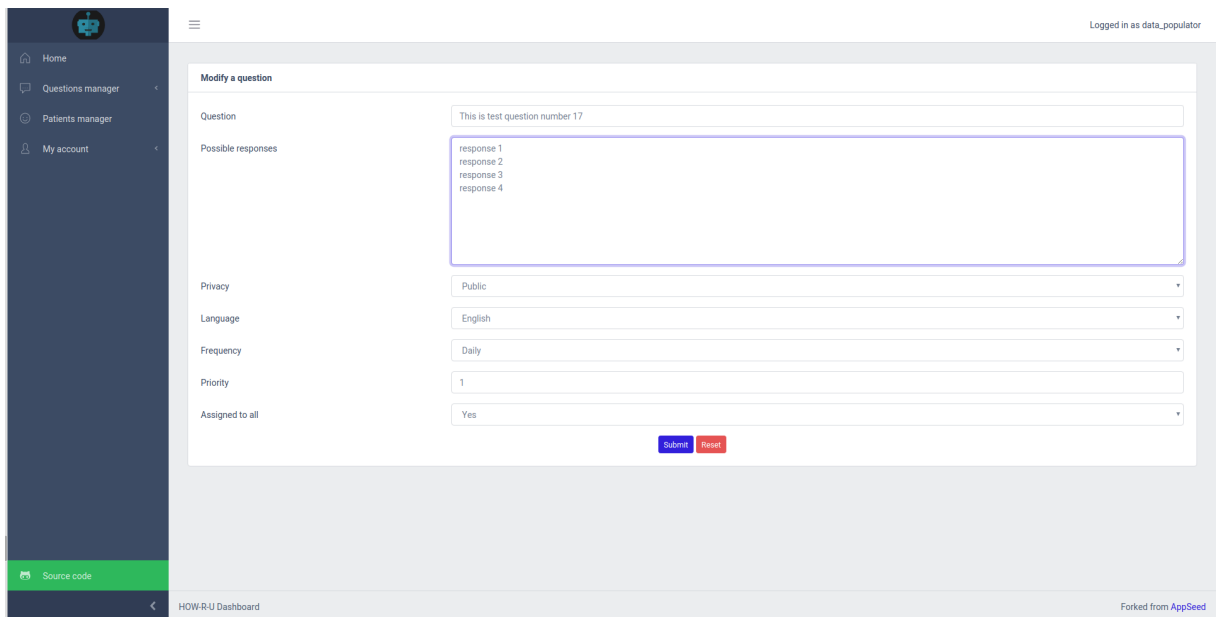 Logged in as data_populator
Home
Questions manager
Patients manager
My account
Modify a question
Question
This is test question number 17
Possible responses
response 1
response 2
response 3
response 4
Privacy
Public
Language
English
Frequency
Daily
Priority
1
Assigned to all
Yes
Submit
Reset
Source code
HOW-R-U Dashboard
Forked from AppSeed